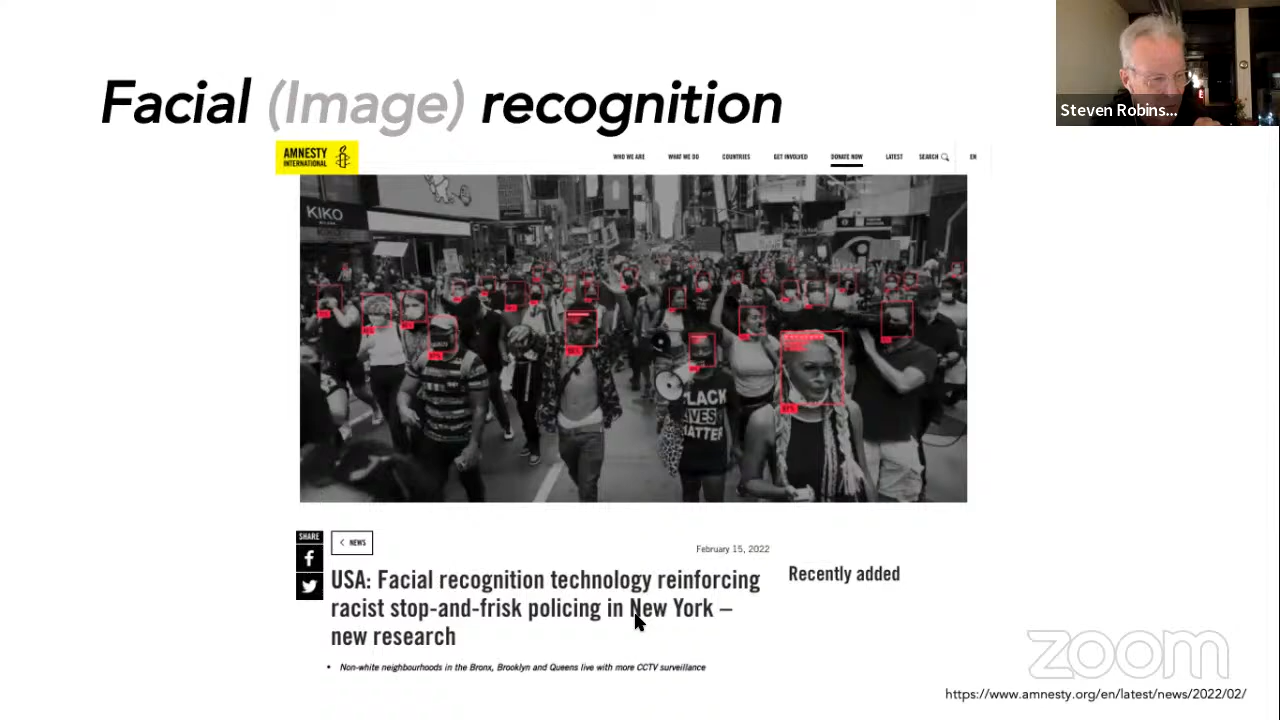 Facial (Image) recognition
Steven Robins...
AMNESTY
INTERNATIONAL
WHO WE ARE
WHAT WE DO
COUNTRIES
GET INVOLVED
DONATE NOW
LATEST
SEARCH
EN
KIKO
MILANO
BLACK
LIVES
MATTER
SHARE
< NEWS
February 15, 2022
USA: Facial recognition technology reinforcing
racist stop-and-frisk policing in New York –
new research
Recently added
• Non-white neighbourhoods in the Bronx, Brooklyn and Queens live with more CCTV surveillance
zoom
https://www.amnesty.org/en/latest/news/2022/02/